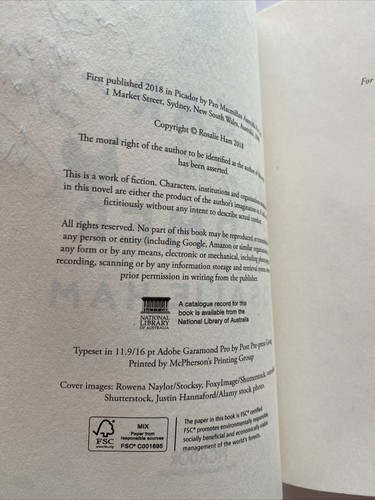 First published 2018 in Picador by Pan Macmillan Australia
1 Market Street, Sydney, New South Wales, Australia,
Copyright © Rosalie Ham 2018
The moral right of the author to be identified as the author of
has been asserted.
This is a work of fiction. Characters, institutions and organisations
in this novel are either the product of the author's imagination or
fictitiously without any intent to describe actual conduct.
All rights reserved. No part of this book may be reproduced, or
any person or entity (including Google, Amazon or similar
any form or by any means, electronic or mechanical, including
recording, scanning or by any information storage and retrieval
prior permission in writing from the publisher.
NATIONAL
LIBRARY
OF AUSTRALIA
A catalogue record for this
book is available from the
National Library of Australia
Typeset in 11.9/16 pt Adobe Garamond Pro by Post Pre-press
Printed by McPherson's Printing Group
Cover images: Rowena Naylor/Stocksy, FoxyImage/Shutterstock,
Shutterstock, Justin Hannaford/Alamy stock photo
FSC
www.fsc.org
MIX
Paper from
responsible sources
FSC® C001695
The paper in this book is FSC® certified.
FSC® promotes environmentally responsible,
socially beneficial and economically viable
management of the world's forests.
For